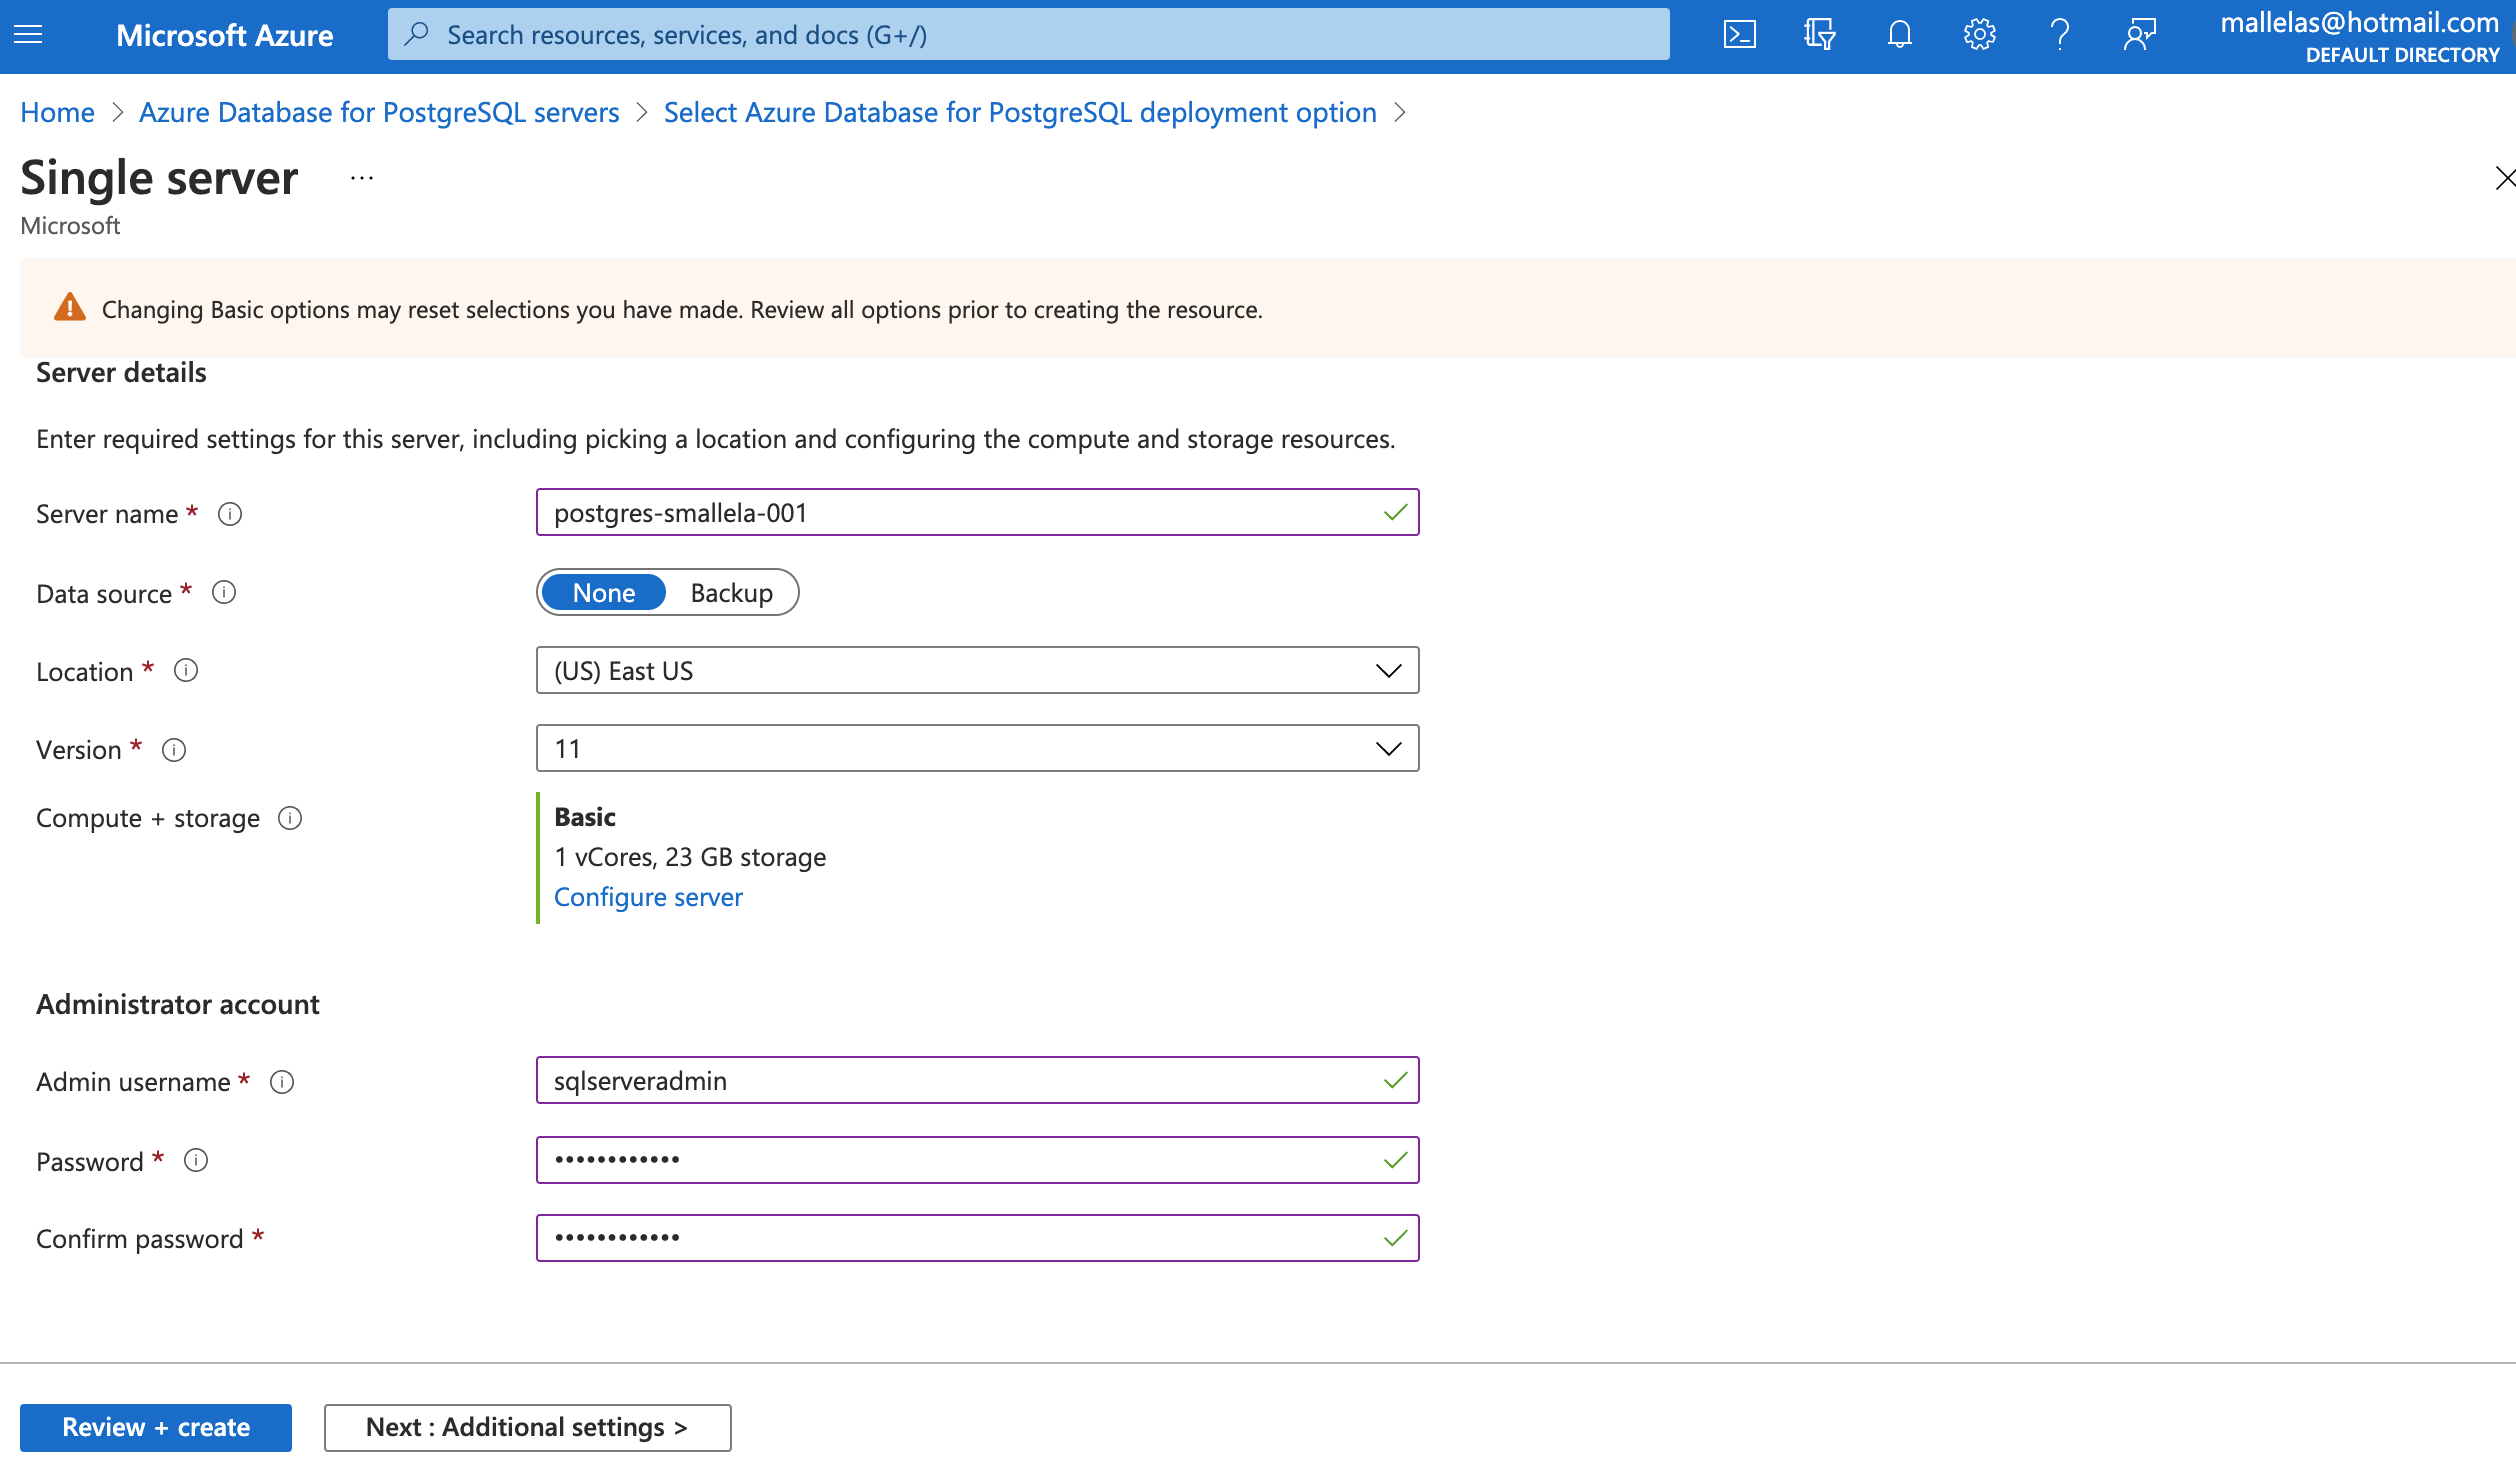 Microsoft Azure
Search resources, services, and docs (G+/)
mallelas@hotmail.com
DEFAULT DIRECTORY
Home > Azure Database for PostgreSQL servers > Select Azure Database for PostgreSQL deployment option >
Single server ...
Microsoft
Changing Basic options may reset selections you have made. Review all options prior to creating the resource.
Server details
Enter required settings for this server, including picking a location and configuring the compute and storage resources.
Server name * postgres-smallela-001
Data source * None Backup
Location * (US) East US
Version * 11
Compute + storage Basic
1 vCores, 23 GB storage
Configure server
Administrator account
Admin username * sqlserveradmin
Password * ••••••••••••
Confirm password * ••••••••••••
Review + create
Next : Additional settings >